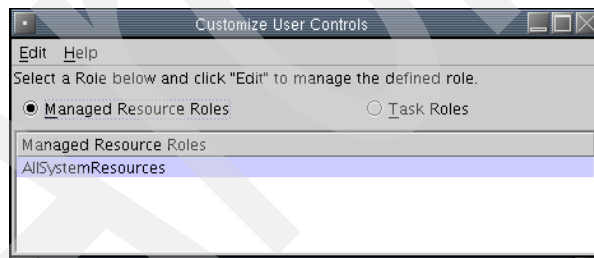 Customize User Controls
Edit Help
Select a Role below and click "Edit" to manage the defined role.
Managed Resource Roles Task Roles
Managed Resource Roles
AllSystemResources